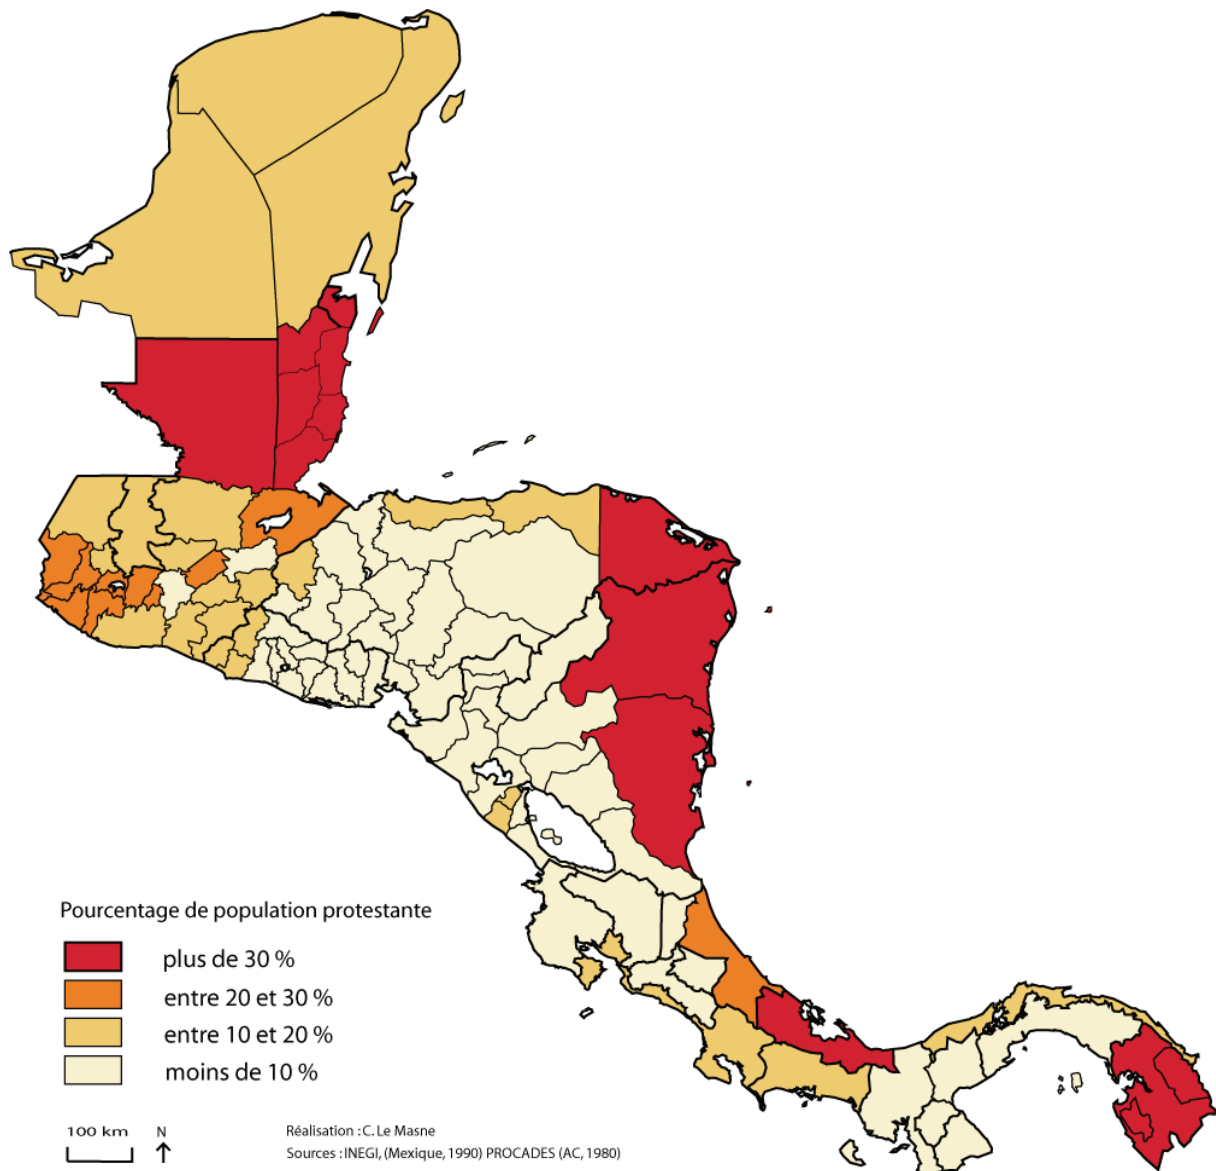 Pourcentage de population protestante
plus de 30 %
entre 20 et 30 %
entre 10 et 20 %
moins de 10 %
100 km
N
Réalisation : C. Le Masne
Sources : INEGI, (Mexique, 1990) PROCADES (AC, 1980)